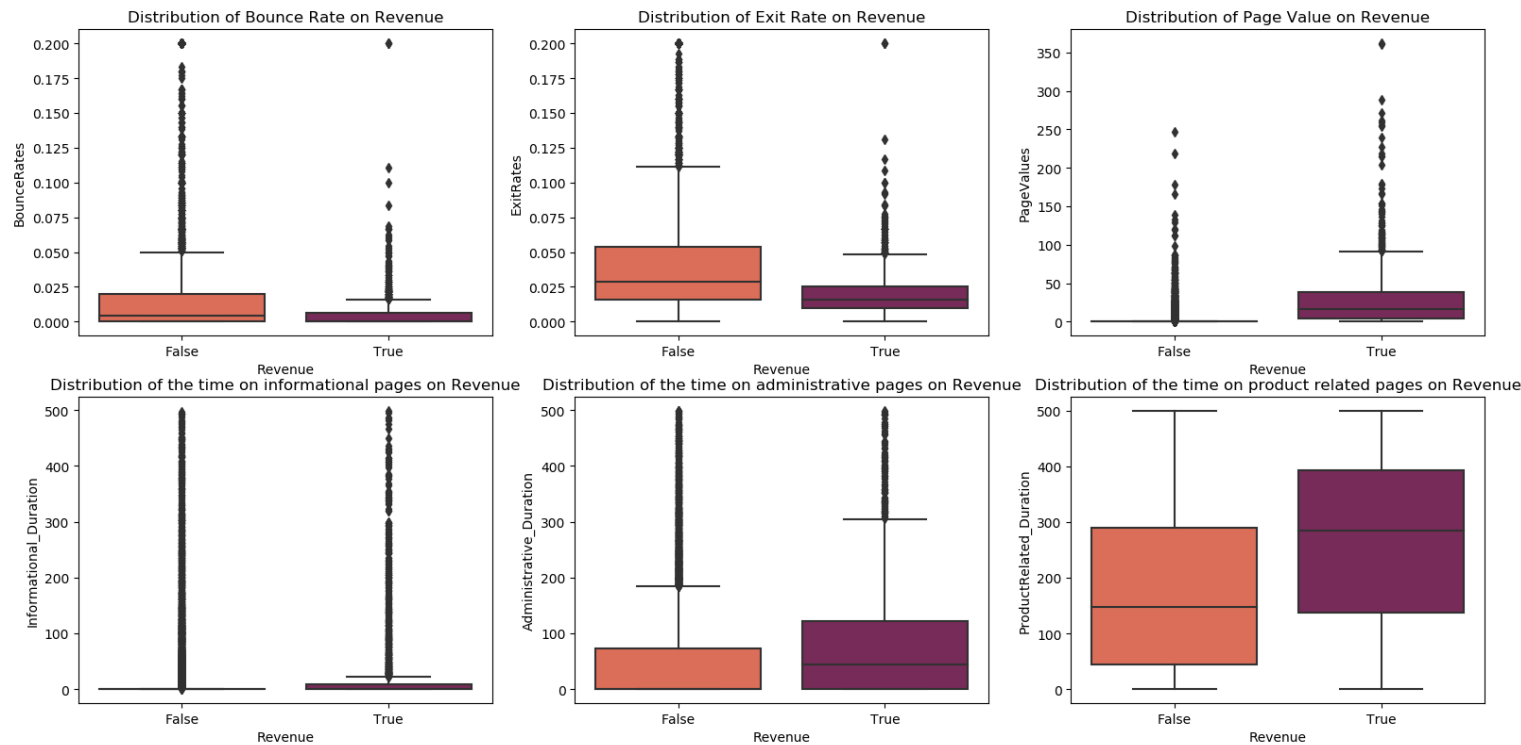 Distribution of Bounce Rate on Revenue
BounceRates
0.200
0.175
0.150
0.125
0.100
0.075
0.050
0.025
0.000
False True
Revenue
Distribution of Exit Rate on Revenue
ExitRates
0.200
0.175
0.150
0.125
0.100
0.075
0.050
0.025
0.000
False True
Revenue
Distribution of Page Value on Revenue
PageValues
350
300
250
200
150
100
50
0
False True
Revenue
Distribution of the time on informational pages on Revenue
Informational_Duration
500
400
300
200
100
0
False True
Revenue
Distribution of the time on administrative pages on Revenue
Administrative_Duration
500
400
300
200
100
0
False True
Revenue
Distribution of the time on product related pages on Revenue
ProductRelated_Duration
500
400
300
200
100
0
False True
Revenue